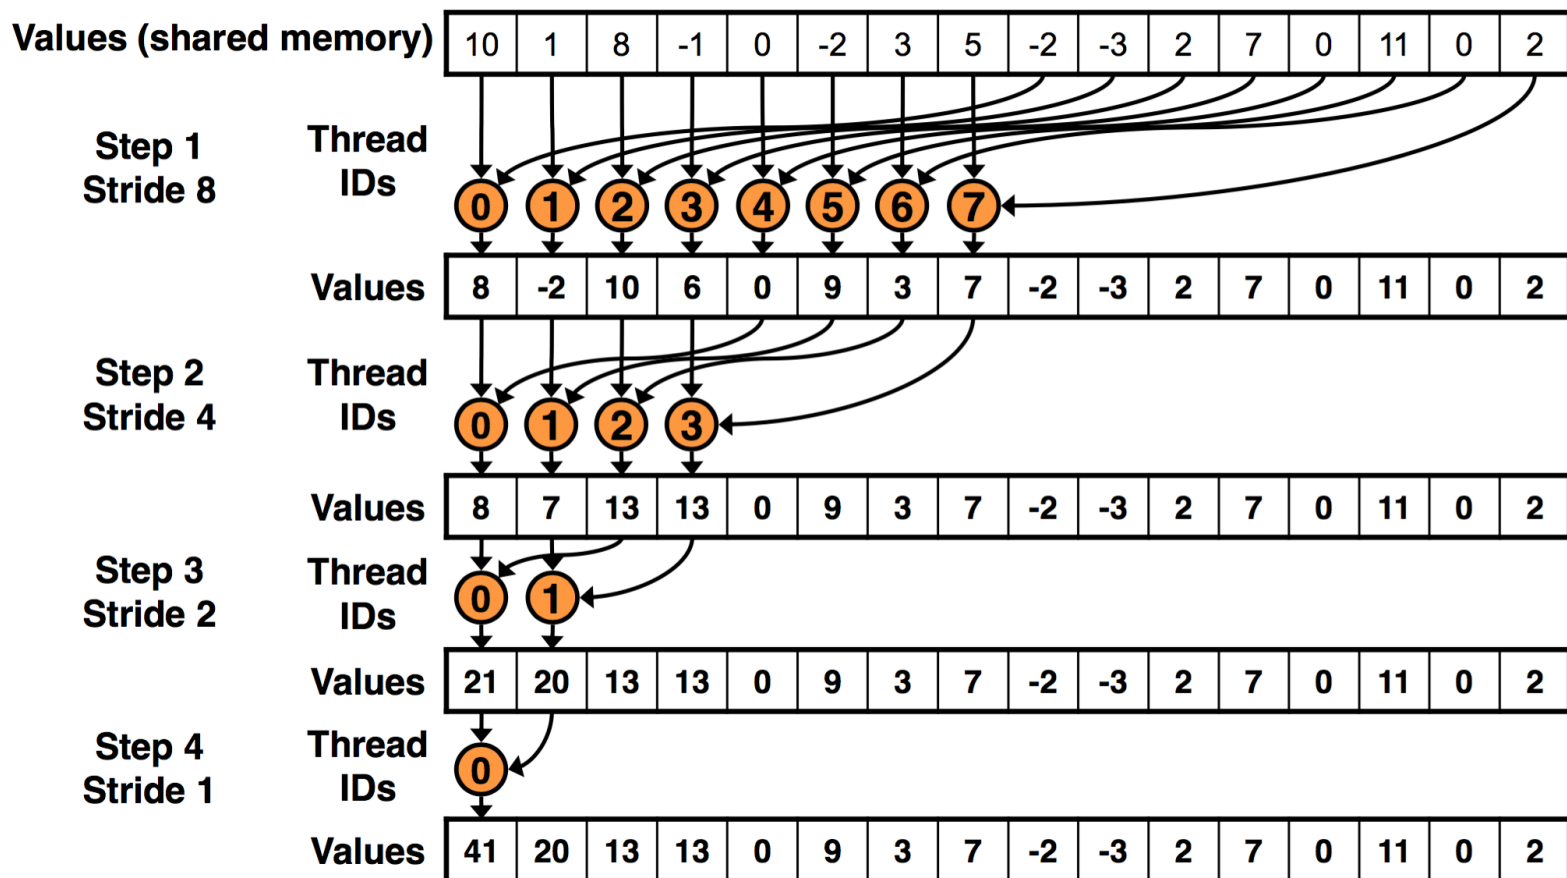 Values (shared memory) 10 1 8 -1 0 -2 3 5 -2 -3 2 7 0 11 0 2
Step 1 Thread
Stride 8 IDs
0 1 2 3 4 5 6 7
Values 8 -2 10 6 0 9 3 7 -2 -3 2 7 0 11 0 2
Step 2 Thread
Stride 4 IDs
0 1 2 3
Values 8 7 13 13 0 9 3 7 -2 -3 2 7 0 11 0 2
Step 3 Thread
Stride 2 IDs
0 1
Values 21 20 13 13 0 9 3 7 -2 -3 2 7 0 11 0 2
Step 4 Thread
Stride 1 IDs
0
Values 41 20 13 13 0 9 3 7 -2 -3 2 7 0 11 0 2